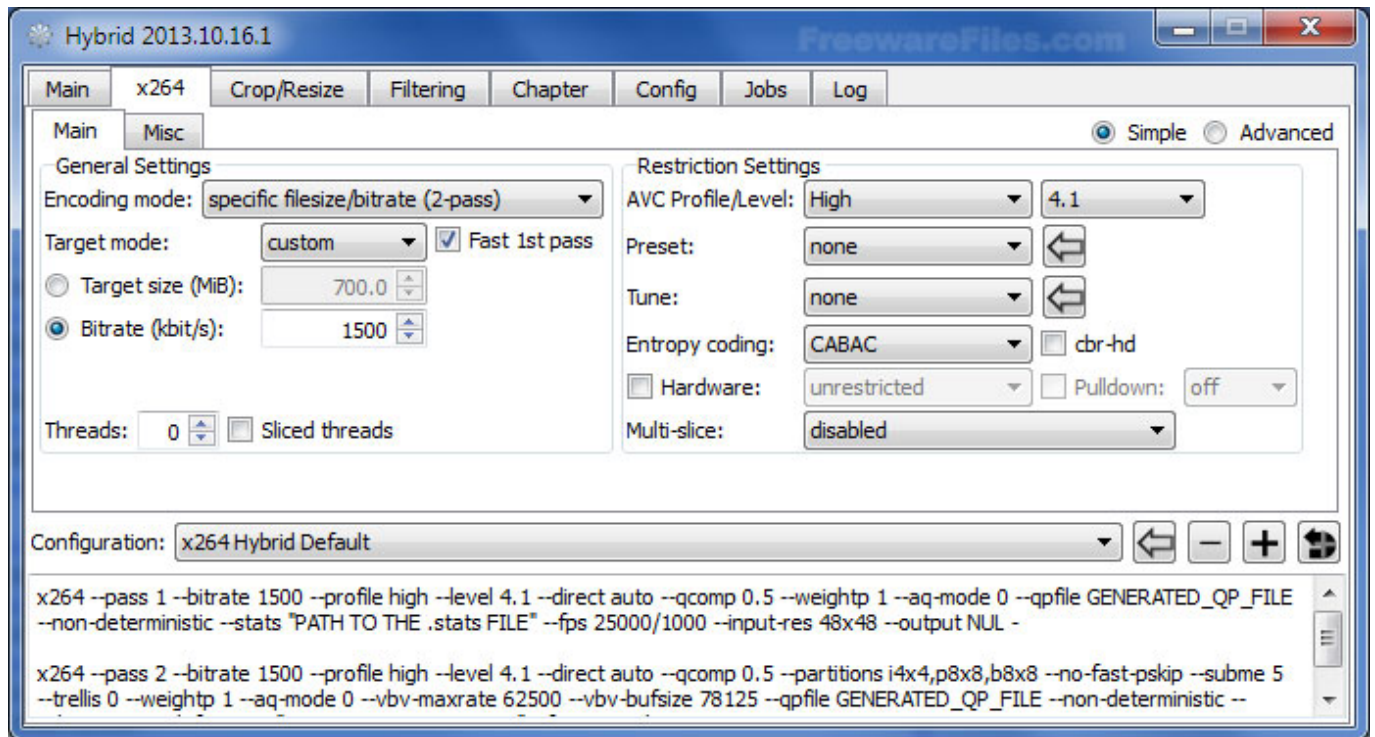 Hybrid 2013.10.16.1
FreewareFiles.com
Main x264 Crop/Resize Filtering Chapter Config Jobs Log
Main Misc Simple Advanced
General Settings Restriction Settings
Encoding mode: specific filesize/bitrate (2-pass) AVC Profile/Level: High 4.1
Target mode: custom Fast 1st pass Preset: none
Target size (MiB): 700.0 Tune: none
Bitrate (kbit/s): 1500 Entropy coding: CABAC cbr-hd
Hardware: unrestricted Pulldown: off
Threads: 0 Sliced threads Multi-slice: disabled
Configuration: x264 Hybrid Default
x264 --pass 1 --bitrate 1500 --profile high --level 4.1 --direct auto --qcomp 0.5 --weightp 1 --aq-mode 0 --qpfile GENERATED_QP_FILE
--non-deterministic --stats "PATH TO THE .stats FILE" --fps 25000/1000 --input-res 48x48 --output NUL -
x264 --pass 2 --bitrate 1500 --profile high --level 4.1 --direct auto --qcomp 0.5 --partitions i4x4,p8x8,b8x8 --no-fast-pskip --subme 5
--trellis 0 --weightp 1 --aq-mode 0 --vbv-maxrate 62500 --vbv-bufsize 78125 --qpfile GENERATED_QP_FILE --non-deterministic --